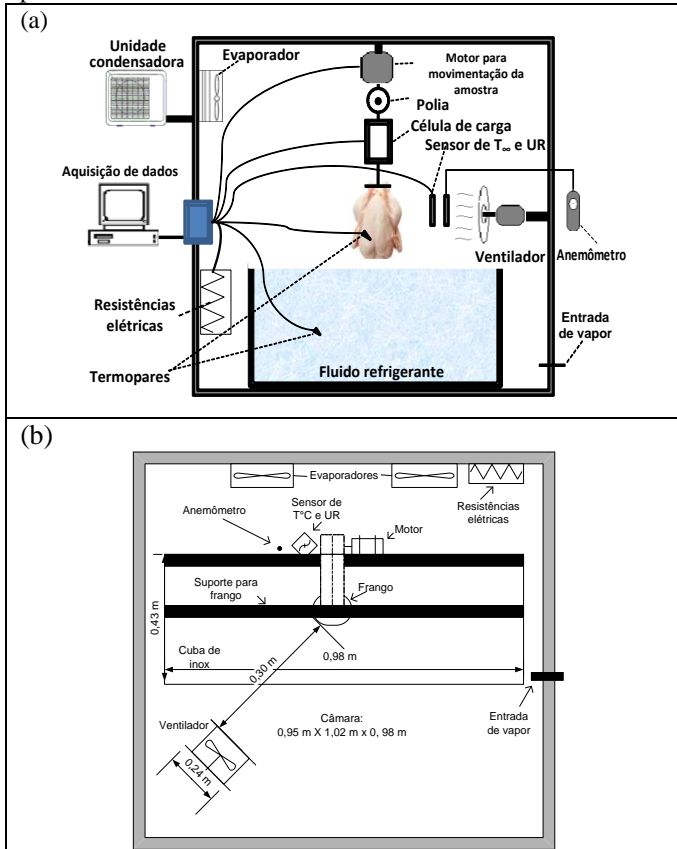 (a)
Unidade
condensadora
Evaporador
Motor para
movimentação da
amostra
Polia
Célula de carga
Sensor de T∞ e UR
Aquisição de dados
Ventilador
Anemômetro
Resistências
elétricas
Entrada
de vapor
Termopares
Fluido refrigerante
(b)
Evaporadores
Resistências
elétricas
Sensor de
T°C e UR
Anemômetro
Motor
Suporte para
frango
Frango
0,43 m
Cuba de
inox
0,98 m
0,30 m
Ventilador
Câmara:
0,95 m X 1,02 m x 0, 98 m
Entrada
de vapor
0,24 m